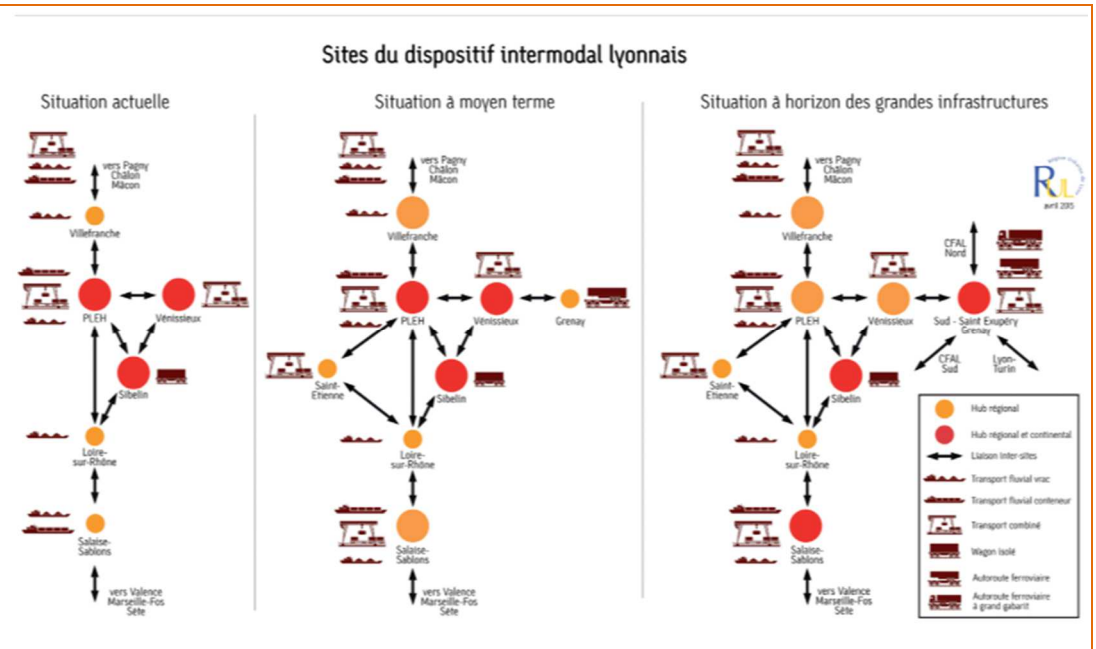 Sites du dispositif intermodal lyonnais
Situation actuelle
vers Pagny
Châlon
Mâcon
Villefranche
PLEH
Vénissieux
Sibelin
Loire-
sur-Rhône
Salaise-
Sablons
vers Valence
Marseille-Fos
Sète
Situation à moyen terme
vers Pagny
Châlon
Mâcon
Villefranche
PLEH
Vénissieux
Grenay
Saint-
Etienne
Sibelin
Loire-
sur-Rhône
Salaise-
Sablons
vers Valence
Marseille-Fos
Sète
Situation à horizon des grandes infrastructures
vers Pagny
Châlon
Mâcon
Villefranche
PLEH
Vénissieux
Sud - Saint Exupéry
Grenay
CFAL
Nord
CFAL
Sud
Lyon-
Turin
Saint-
Etienne
Sibelin
Loire-
sur-Rhône
Salaise-
Sablons
vers Valence
Marseille-Fos
Sète
RUL
avril 2015
Hub régional
Hub régional et continental
Liaison inter-sites
Transport fluvial vrac
Transport fluvial conteneur
Transport combiné
Wagon isolé
Autoroute ferroviaire
Autoroute ferroviaire
à grand gabarit